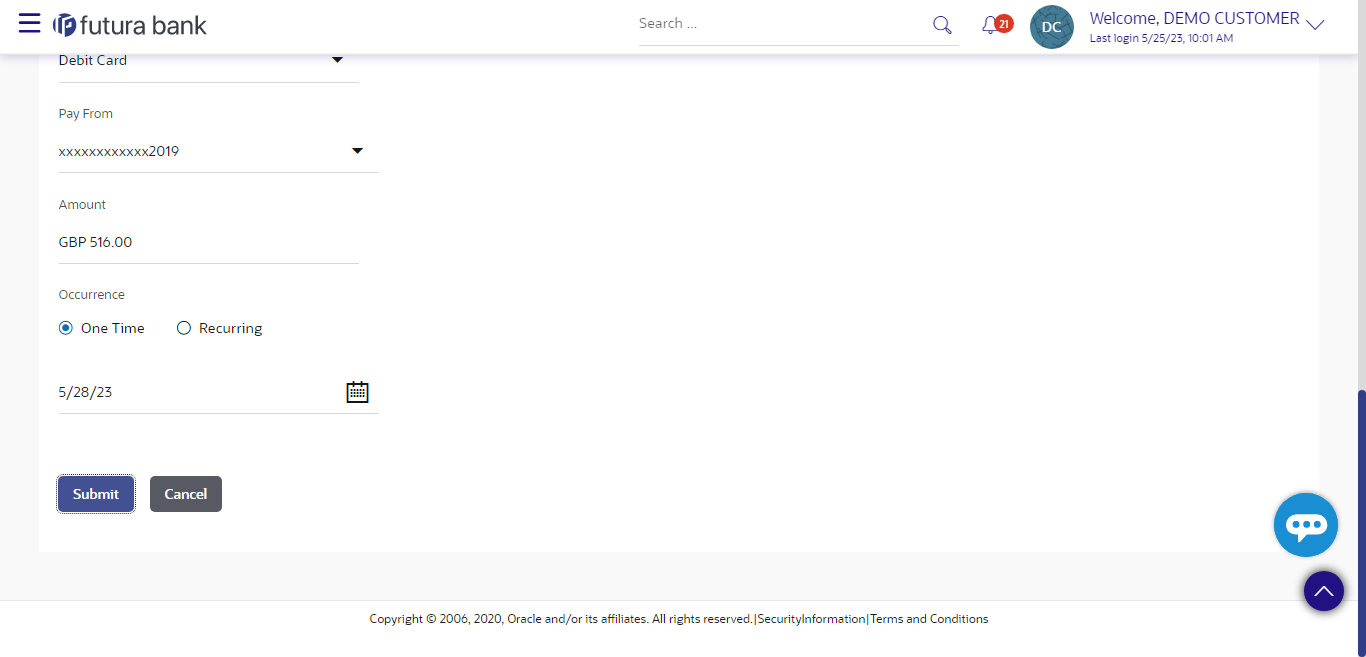 futura bank
Search ...
21
DC
Welcome, DEMO CUSTOMER
Last login 5/25/23, 10:01 AM
Debit Card
Pay From
xxxxxxxxxxxx2019
Amount
GBP 516.00
Occurrence
One Time Recurring
5/28/23
Submit Cancel
Copyright © 2006, 2020, Oracle and/or its affiliates. All rights reserved.|SecurityInformation|Terms and Conditions